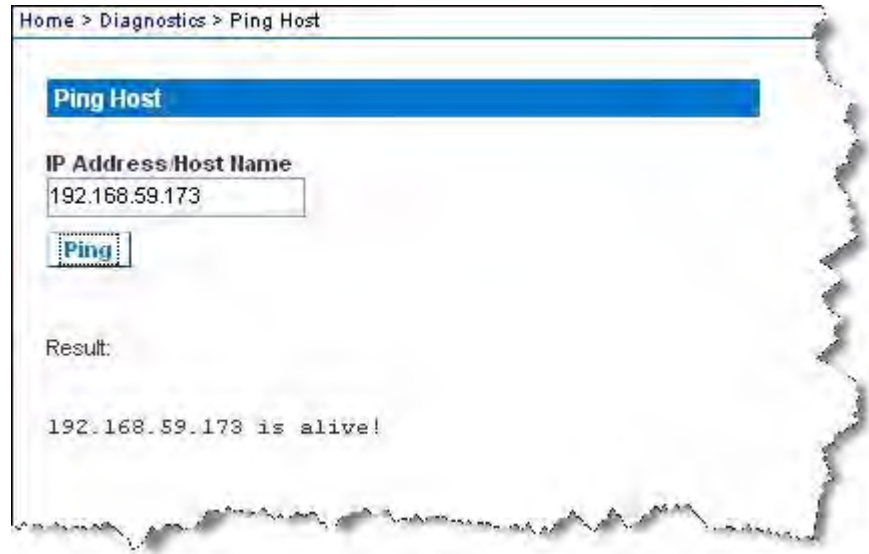 Home > Diagnostics > Ping Host
Ping Host
IP Address/Host Name
192.168.59.173
Ping
Result:
192.168.59.173 is alive!